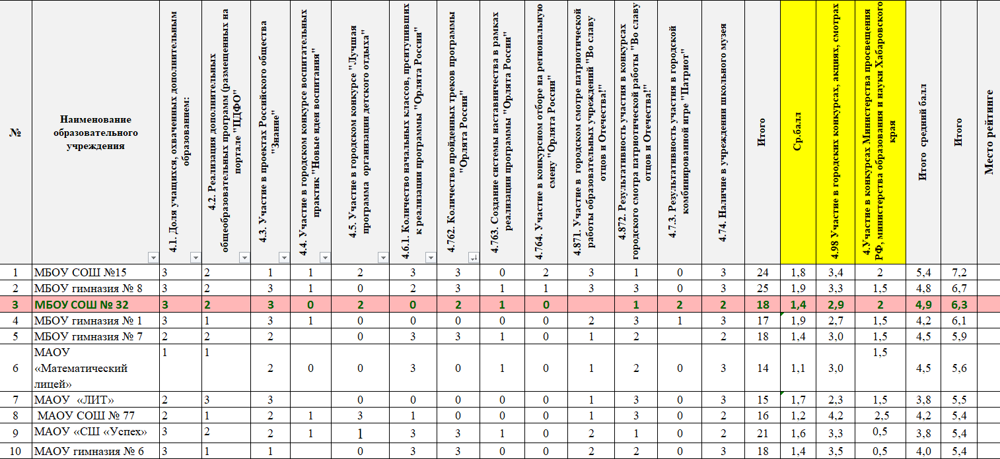 №
Наименование
образовательного
учреждения
4.1. Доля учащихся, охваченных дополнительным
образованием:
4.2. Реализация дополнительных
общеобразовательных программ (размещенных на
портале "ПДФО"
4.3. Участие в проектах Российского общества
"Знание"
4.4. Участие в городском конкурсе воспитательных
практик "Новые идеи воспитания"
4.5. Участие в городском конкурсе "Лучшая
программа организации детского отдыха"
4.6.1. Количество начальных классов, приступивших
к реализации программы "Орлята России"
4.762. Количество пройденных треков программы
"Орлята России"
4.763. Создание системы наставничества в рамках
реализации программы "Орлята России"
4.764. Участие в конкурсном отборе на региональную
смену "Орлята России"
4.871. Участие в городском смотре патриотической
работы образовательных учреждений "Во славу
отцов и Отечества!"
4.872. Результативность участия в конкурсах
городского смотра патриотической работы "Во славу
отцов и Отечества!"
4.7.3. Результативность участия в городской
комбинированной игре "Патриот"
4.74. Наличие в учреждении школьного музея
Итого
Ср.балл
4.98 Участие в городских конкурсах, акциях, смотрах
4.Участие в конкурсах Министерства просвещения
РФ, министерства образования и науки Хабаровского
края
Итого средний балл
Итого
Место рейтинге
1 МБОУ СОШ №15 3 2 1 1 2 3 3 0 2 3 1 0 3 24 1,8 3,4 2 5,4 7,2
2 МБОУ гимназия № 8 3 2 3 1 0 2 3 1 1 3 3 0 3 25 1,9 3,3 1,5 4,8 6,7
3 МБОУ СОШ № 32 3 2 3 0 2 0 2 1 0 1 2 2 18 1,4 2,9 2 4,9 6,3
4 МБОУ гимназия № 1 3 1 3 1 0 0 0 0 0 2 3 1 3 17 1,9 2,7 1,5 4,2 6,1
5 МБОУ гимназия № 7 2 2 2 0 3 3 1 0 1 2 2 18 1,4 3,0 1,5 4,5 5,9
МАОУ 1 1 1,5
6 «Математический 2 0 0 3 0 1 0 1 2 0 3 14 1,1 3,0 4,5 5,6
лицей»
7 МАОУ «ЛИТ» 2 3 3 0 0 0 0 0 1 3 0 3 15 1,7 2,3 1,5 3,8 5,5
8 МАОУ СОШ № 77 2 1 2 1 3 1 0 0 0 1 3 0 2 16 1,2 4,2 2,5 4,2 5,4
9 МАОУ «СШ «Успех» 3 2 2 1 1 3 3 1 0 2 1 0 2 21 1,6 3,3 0,5 3,8 5,4
10 МАОУ гимназия № 6 3 1 1 0 3 3 0 0 2 2 0 3 18 1,4 3,5 0,5 4,0 5,4